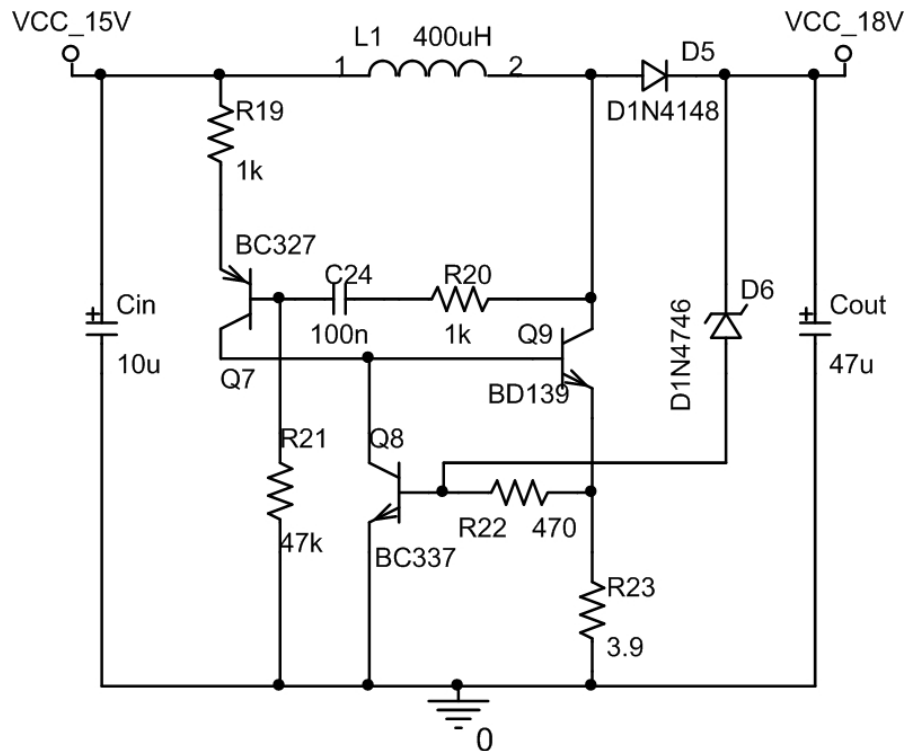 VCC_15V
VCC_18V
L1 400uH
D5
1
2
D1N4148
R19
1k
BC327
C24
R20
D6
Cin
100n
1k
Q9
D1N4746
Cout
10u
Q7
BD139
47u
R21
Q8
47k
R22 470
BC337
R23
3.9
0
+
+